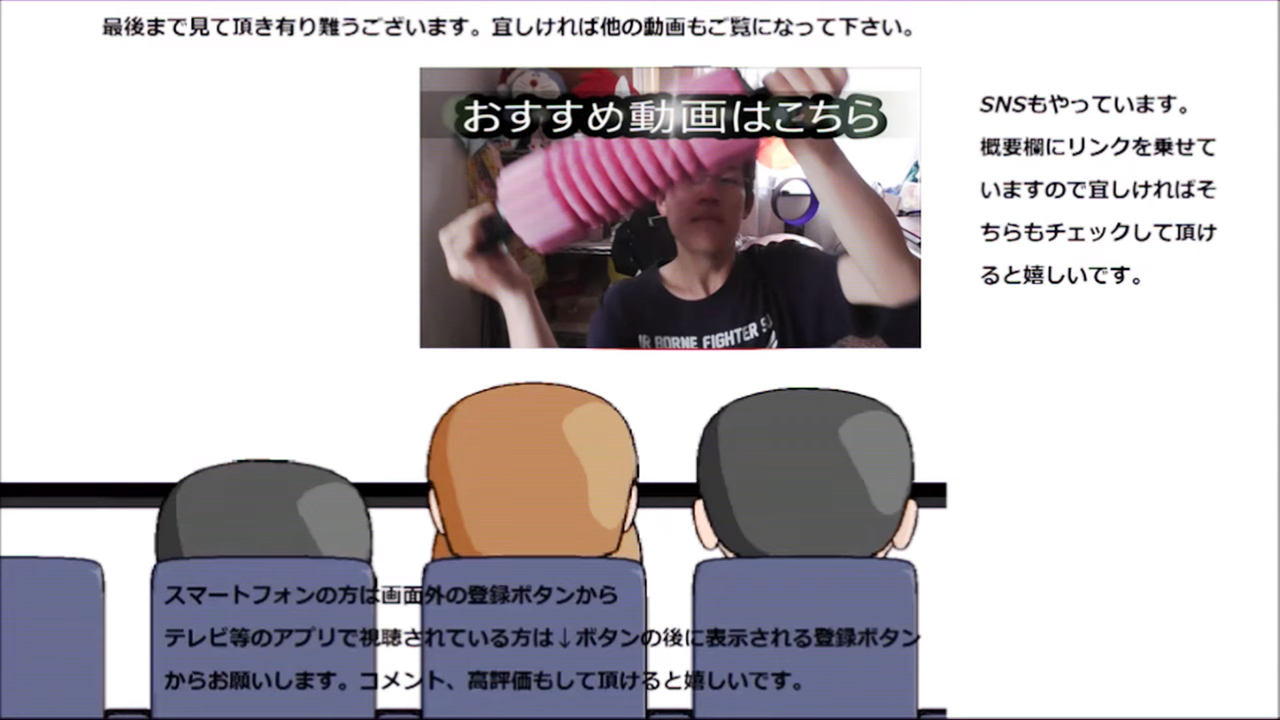 最後まで見て頂き有り難うございます。宜しければ他の動画もご覧になって下さい。
おすすめ動画はこちら
SNSもやっています。
概要欄にリンクを乗せて
いますので宜しければそ
ちらもチェックして頂け
ると嬉しいです。
BORNE FIGHTER
スマートフォンの方は画面外の登録ボタンから
テレビ等のアプリで視聴されている方は↓ボタンの後に表示される登録ボタン
からお願いします。コメント、高評価もして頂けると嬉しいです。